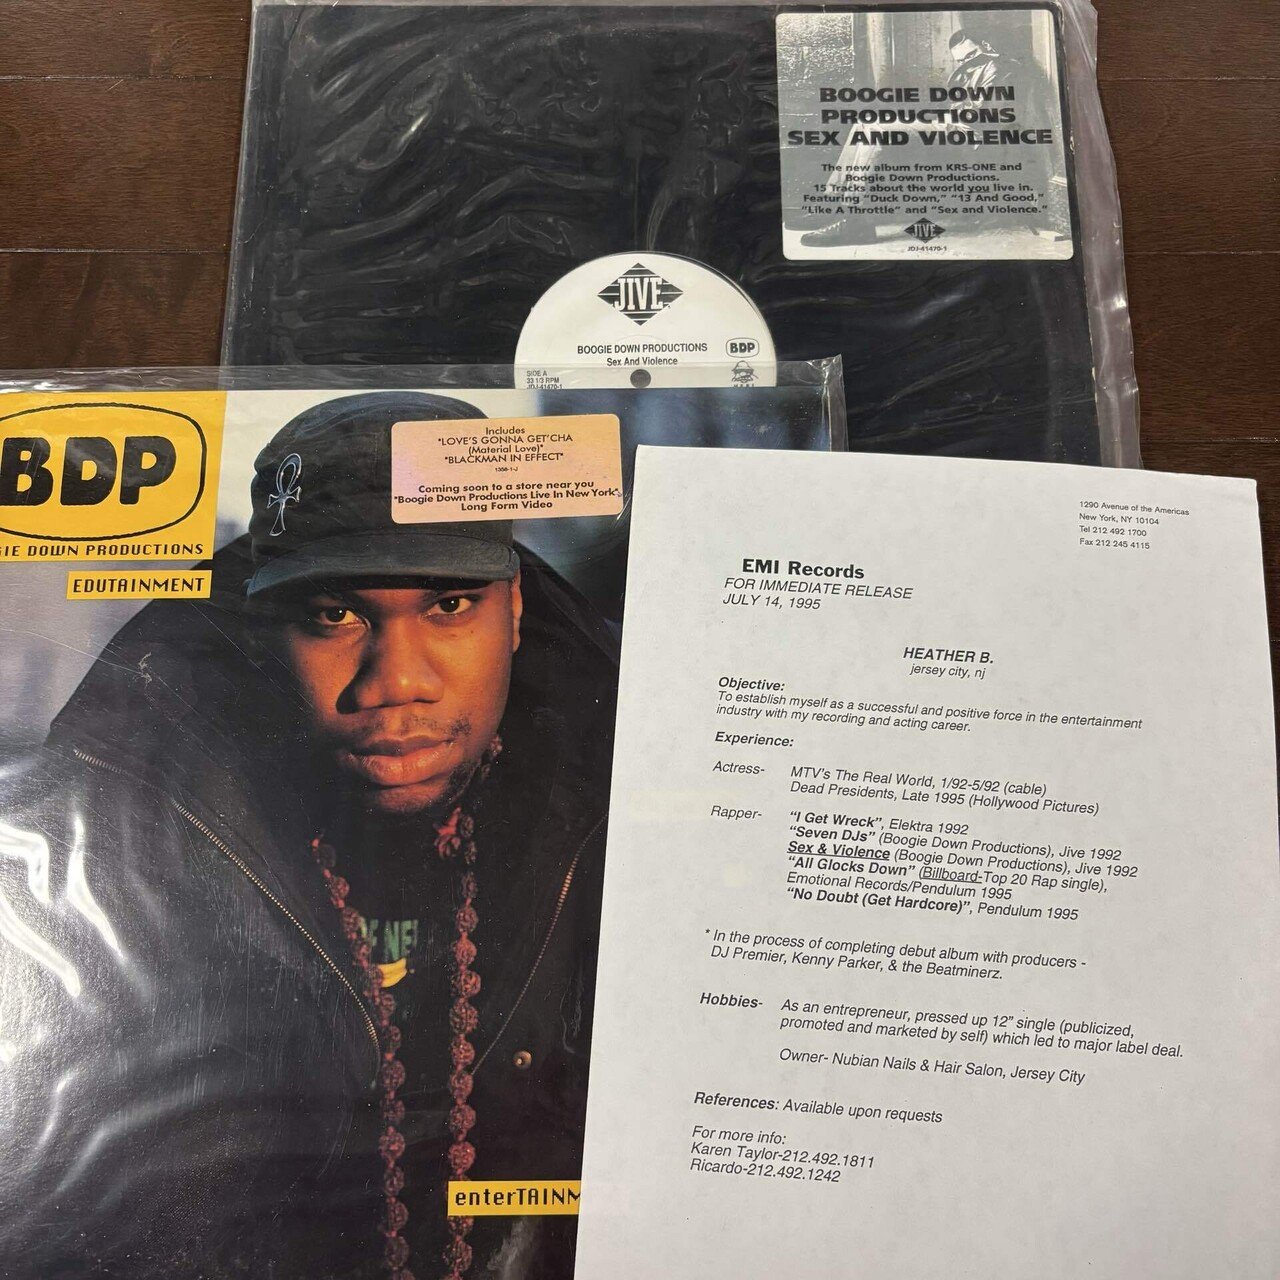 BOOGIE DOWN
PRODUCTIONS
SEX AND VIOLENCE
The new album from KRS-ONE and
Boogie Down Productions.
15 Tracks about the world you live in.
Featuring "Duck Down," "13 And Good,"
"Like A Throttle" and "Sex and Violence."
JIVE
JDJ-41470-1
JIVE
BOOGIE DOWN PRODUCTIONS
Sex And Violence
BDP
SIDE A
33 1/3 RPM
JDJ-41470-1
BDP
GIE DOWN PRODUCTIONS
EDUTAINMENT
Includes
"LOVE'S GONNA GET'CHA
(Material Love)"
"BLACKMAN IN EFFECT"
1358-1-J
Coming soon to a store near you
"Boogie Down Productions Live In New York"
Long Form Video
enterTAINM
1290 Avenue of the Americas
New York, NY 10104
Tel 212 492 1700
Fax 212 245 4115
EMI Records
FOR IMMEDIATE RELEASE
JULY 14, 1995
HEATHER B.
jersey city, nj
Objective:
To establish myself as a successful and positive force in the entertainment
industry with my recording and acting career.
Experience:
Actress- MTV's The Real World, 1/92-5/92 (cable)
Dead Presidents, Late 1995 (Hollywood Pictures)
Rapper- "I Get Wreck", Elektra 1992
"Seven DJs" (Boogie Down Productions), Jive 1992
Sex & Violence (Boogie Down Productions), Jive 1992
"All Glocks Down" (Billboard-Top 20 Rap single),
Emotional Records/Pendulum 1995
"No Doubt (Get Hardcore)", Pendulum 1995
* In the process of completing debut album with producers -
DJ Premier, Kenny Parker, & the Beatminerz.
Hobbies- As an entrepreneur, pressed up 12" single (publicized,
promoted and marketed by self) which led to major label deal.
Owner- Nubian Nails & Hair Salon, Jersey City
References: Available upon requests
For more info:
Karen Taylor-212.492.1811
Ricardo-212.492.1242